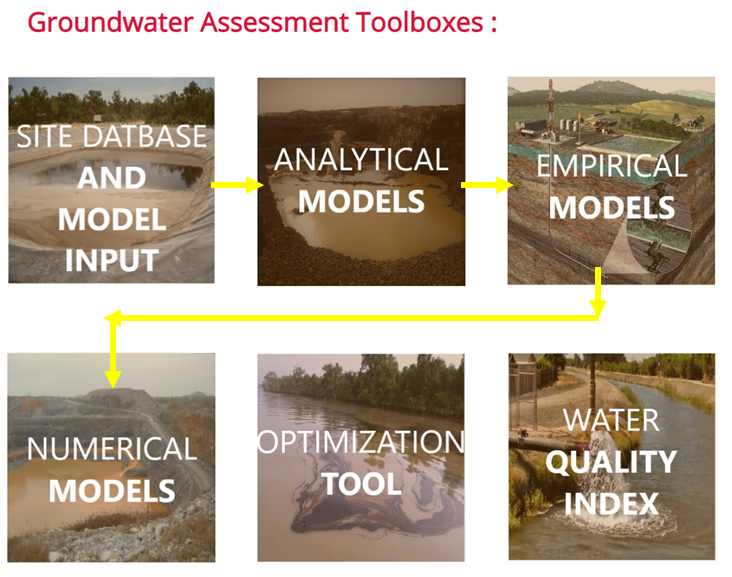 Groundwater Assessment Toolboxes :
SITE DATBASE
AND
MODEL
INPUT
ANALYTICAL
MODELS
EMPIRICAL
MODELS
NUMERICAL
MODELS
OPTIMIZATION
TOOL
WATER
QUALITY
INDEX